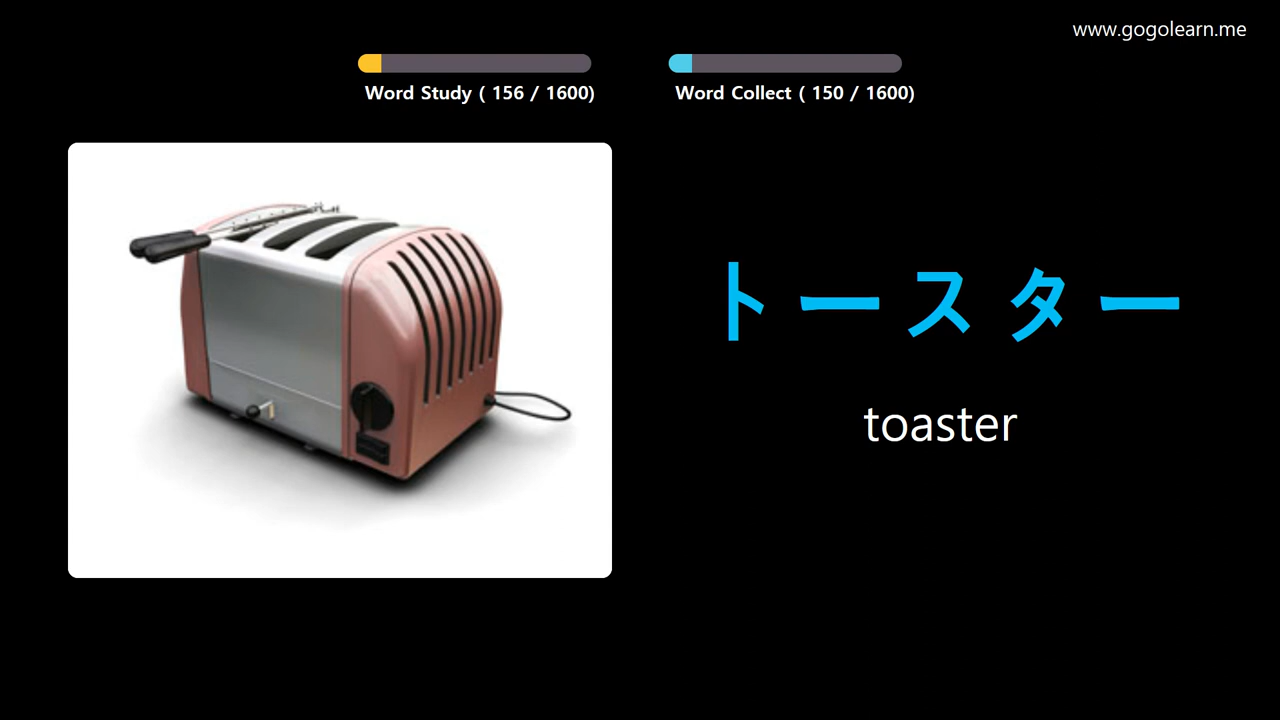 www.gogolearn.me
Word Study ( 156 / 1600)
Word Collect ( 150 / 1600)
トースター
toaster